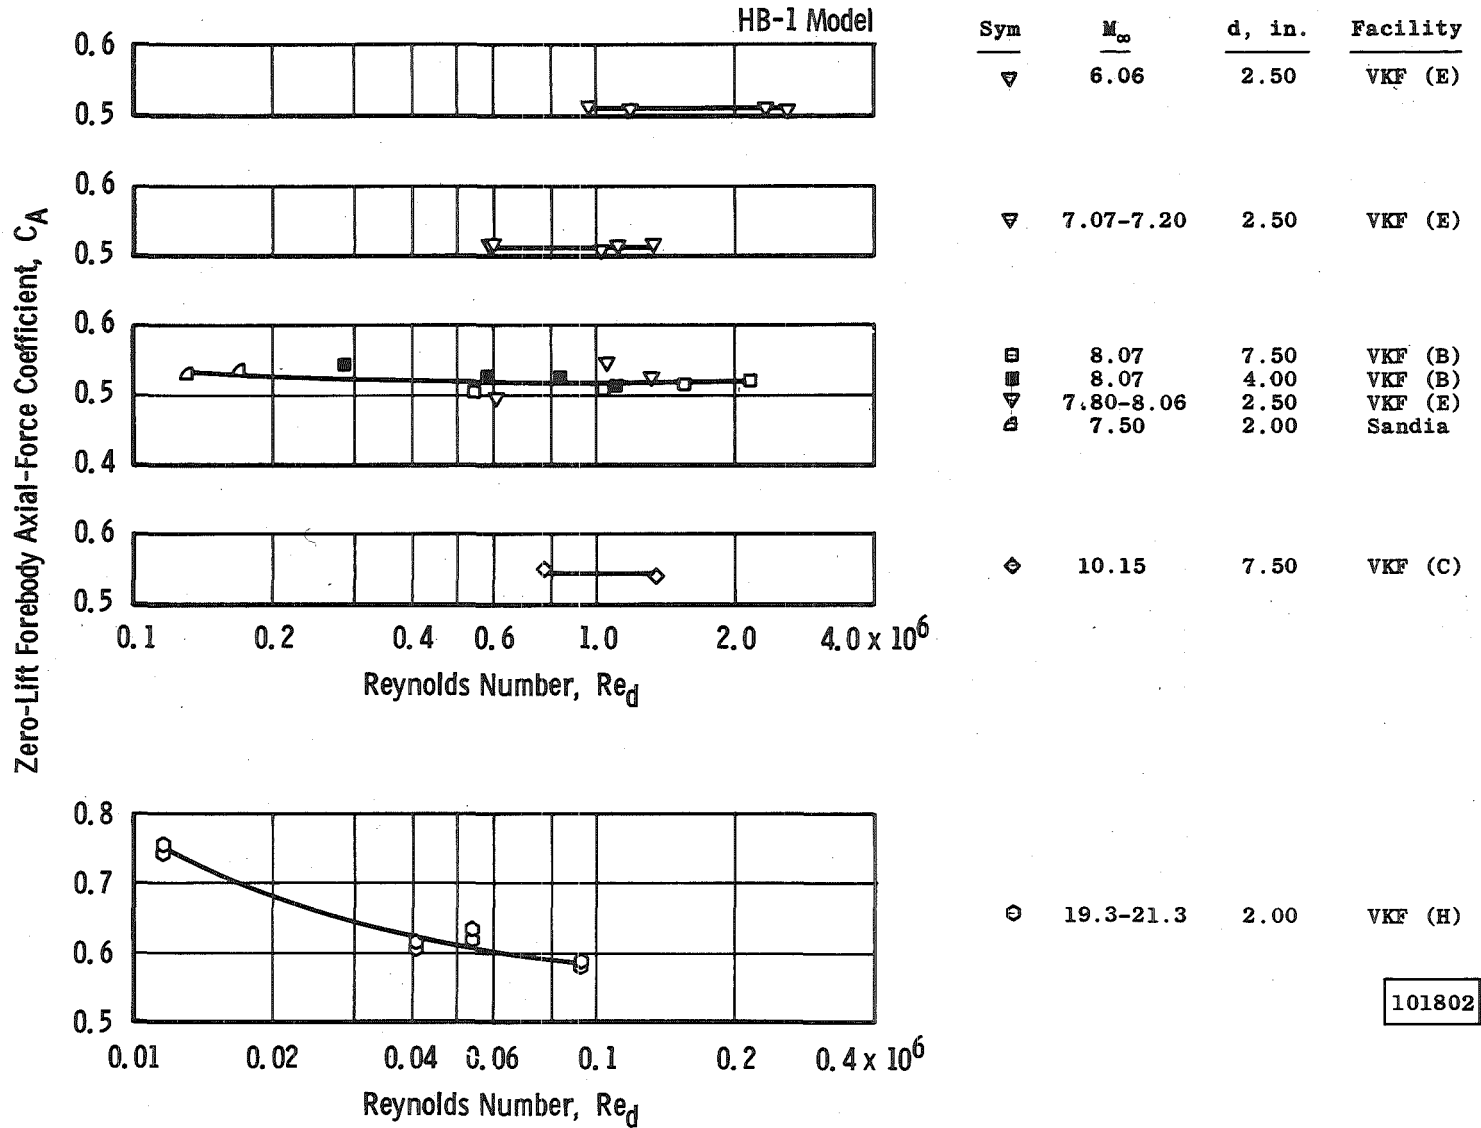 HB-1 Model
Sym M∞ d, in. Facility
0.6
0.5
6.06 2.50 VKF (E)
0.6
0.5
7.07-7.20 2.50 VKF (E)
0.6
0.5
0.4
8.07 7.50 VKF (B)
8.07 4.00 VKF (B)
7.80-8.06 2.50 VKF (E)
7.50 2.00 Sandia
0.6
0.5
10.15 7.50 VKF (C)
0.1 0.2 0.4 0.6 1.0 2.0 4.0 x 10^6
Reynolds Number, Re_d
Zero-Lift Forebody Axial-Force Coefficient, C_A
0.8
0.7
0.6
0.5
19.3-21.3 2.00 VKF (H)
101802
0.01 0.02 0.04 0.06 0.1 0.2 0.4 x 10^6
Reynolds Number, Re_d